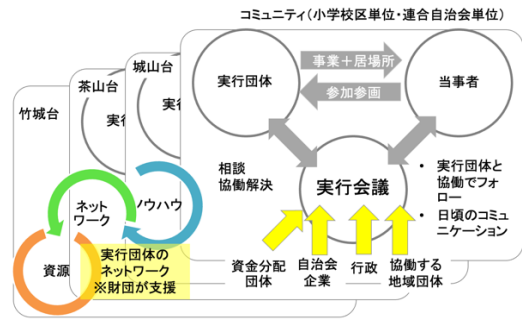 コミュニティ(小学校区単位・連合自治会単位)
城山台
茶山台
竹城台
実行団体
事業＋居場所
参加参画
当事者
実行
実行
相談
協働解決
実行会議
• 実行団体と
協働でフォ
ロー
• 日頃のコミュ
ニケーション
ネット
ワーク
ノウハウ
資源
実行団体の
ネットワーク
※財団が支援
資金分配
団体
自治会
企業
行政
協働する
地域団体